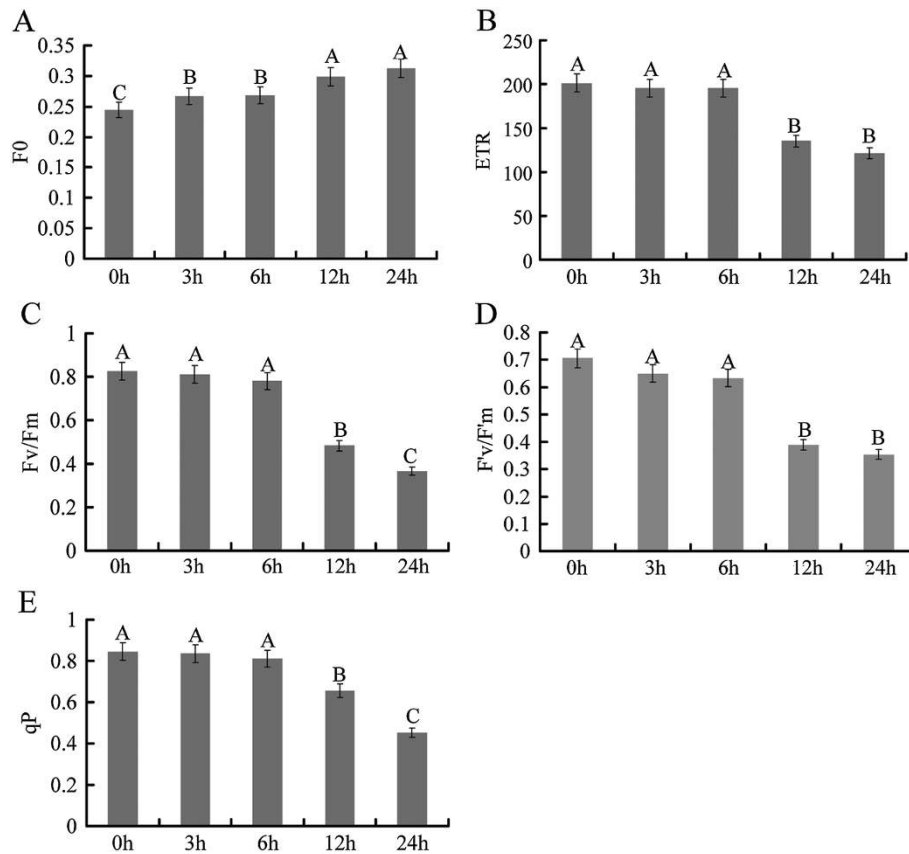 A
0.35
0.3
0.25
0.2
0.15
0.1
0.05
0
F0
C
B
B
A
A
0h 3h 6h 12h 24h
B
250
200
150
100
50
0
ETR
A
A
A
B
B
0h 3h 6h 12h 24h
C
1
0.8
0.6
0.4
0.2
0
Fv/Fm
A
A
A
B
C
0h 3h 6h 12h 24h
D
0.8
0.7
0.6
0.5
0.4
0.3
0.2
0.1
0
F'v/F'm
A
A
A
B
B
0h 3h 6h 12h 24h
E
1
0.8
0.6
0.4
0.2
0
qP
A
A
A
B
C
0h 3h 6h 12h 24h